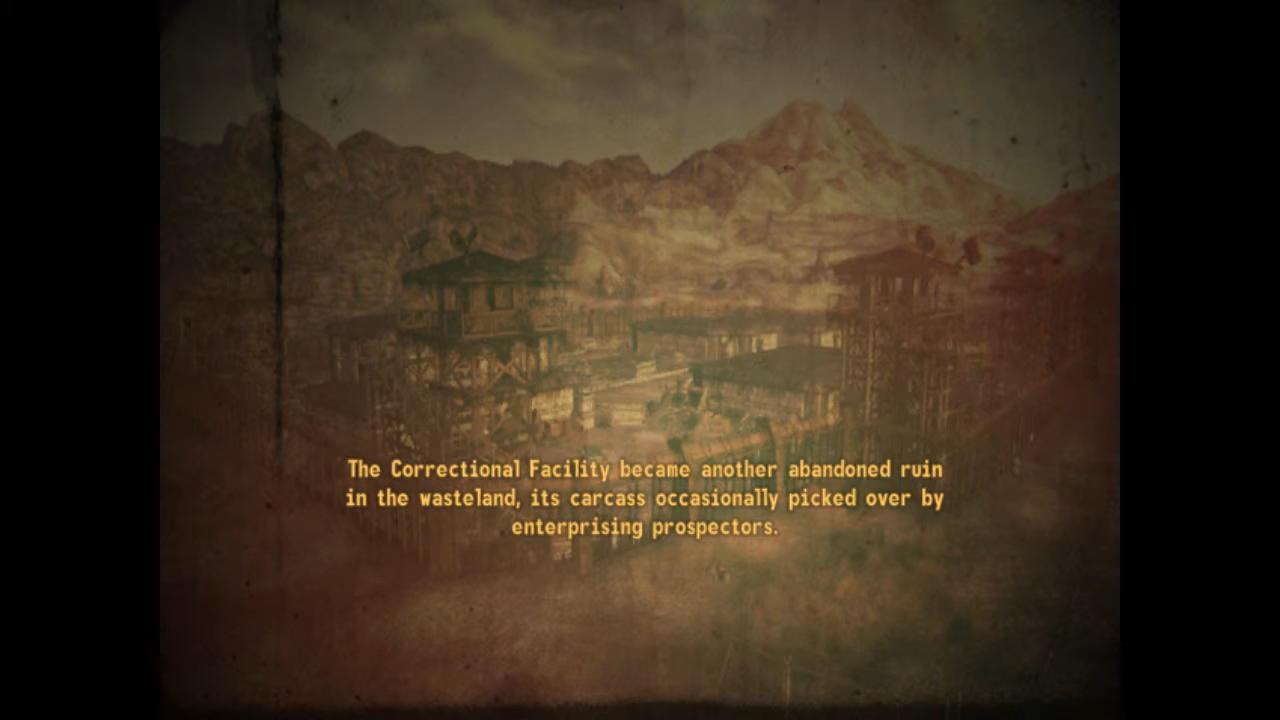 The Correctional Facility became another abandoned ruin
in the wasteland, its carcass occasionally picked over by
enterprising prospectors.